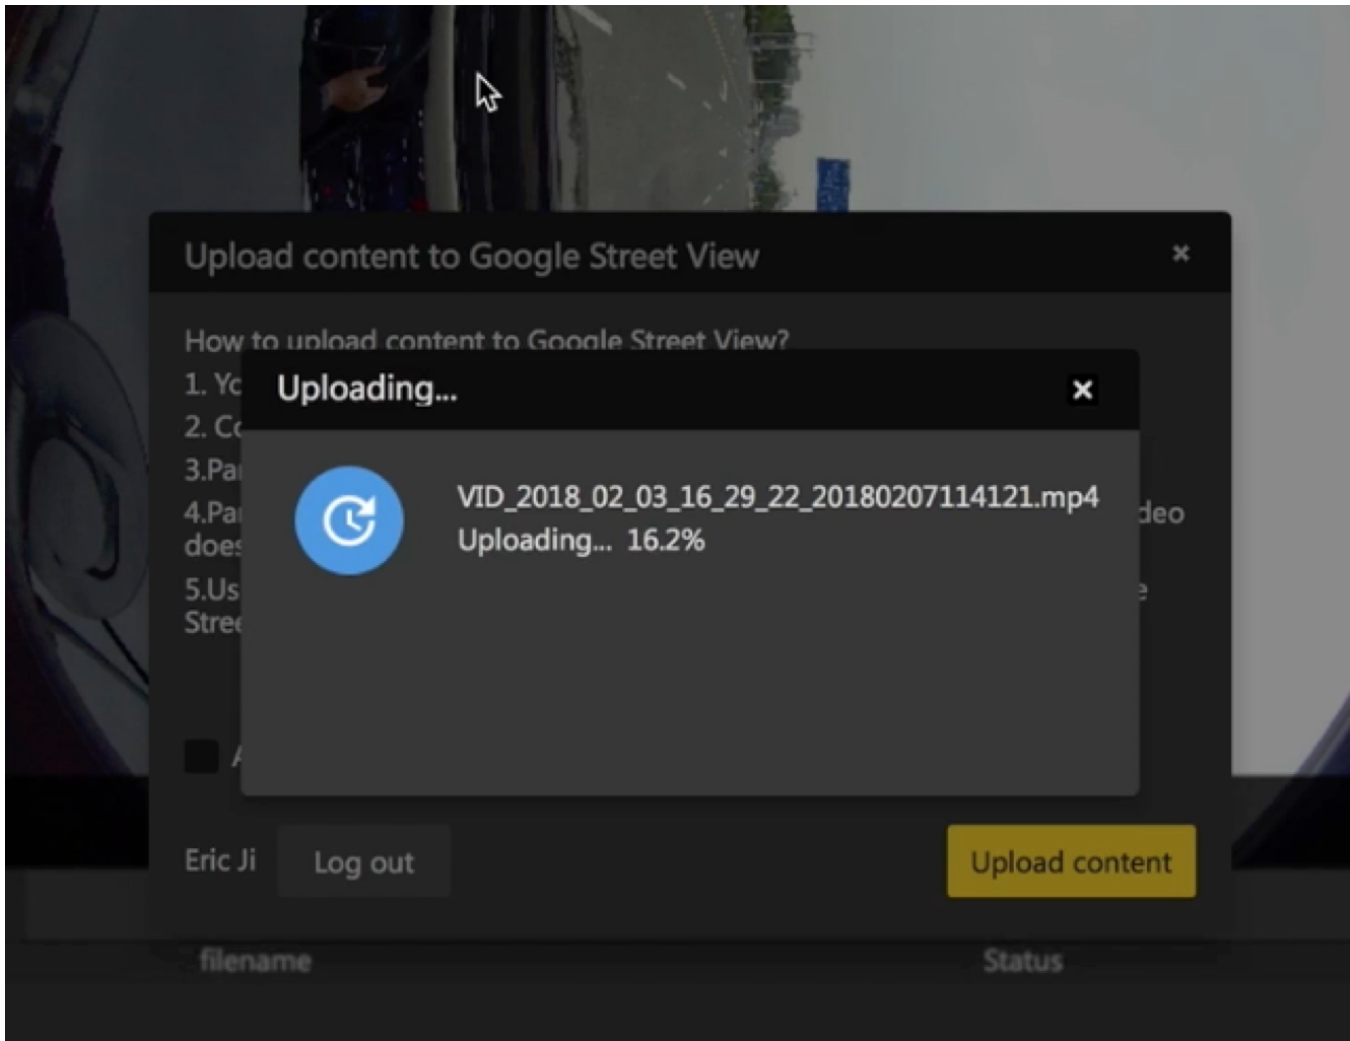 Upload content to Google Street View
How to upload content to Google Street View?
1. Yo
2. Co
3.Pa
4.Pa deo
does
5.Us e
Stree
Uploading...
VID_2018_02_03_16_29_22_20180207114121.mp4
Uploading... 16.2%
A
Eric Ji Log out Upload content
filename Status